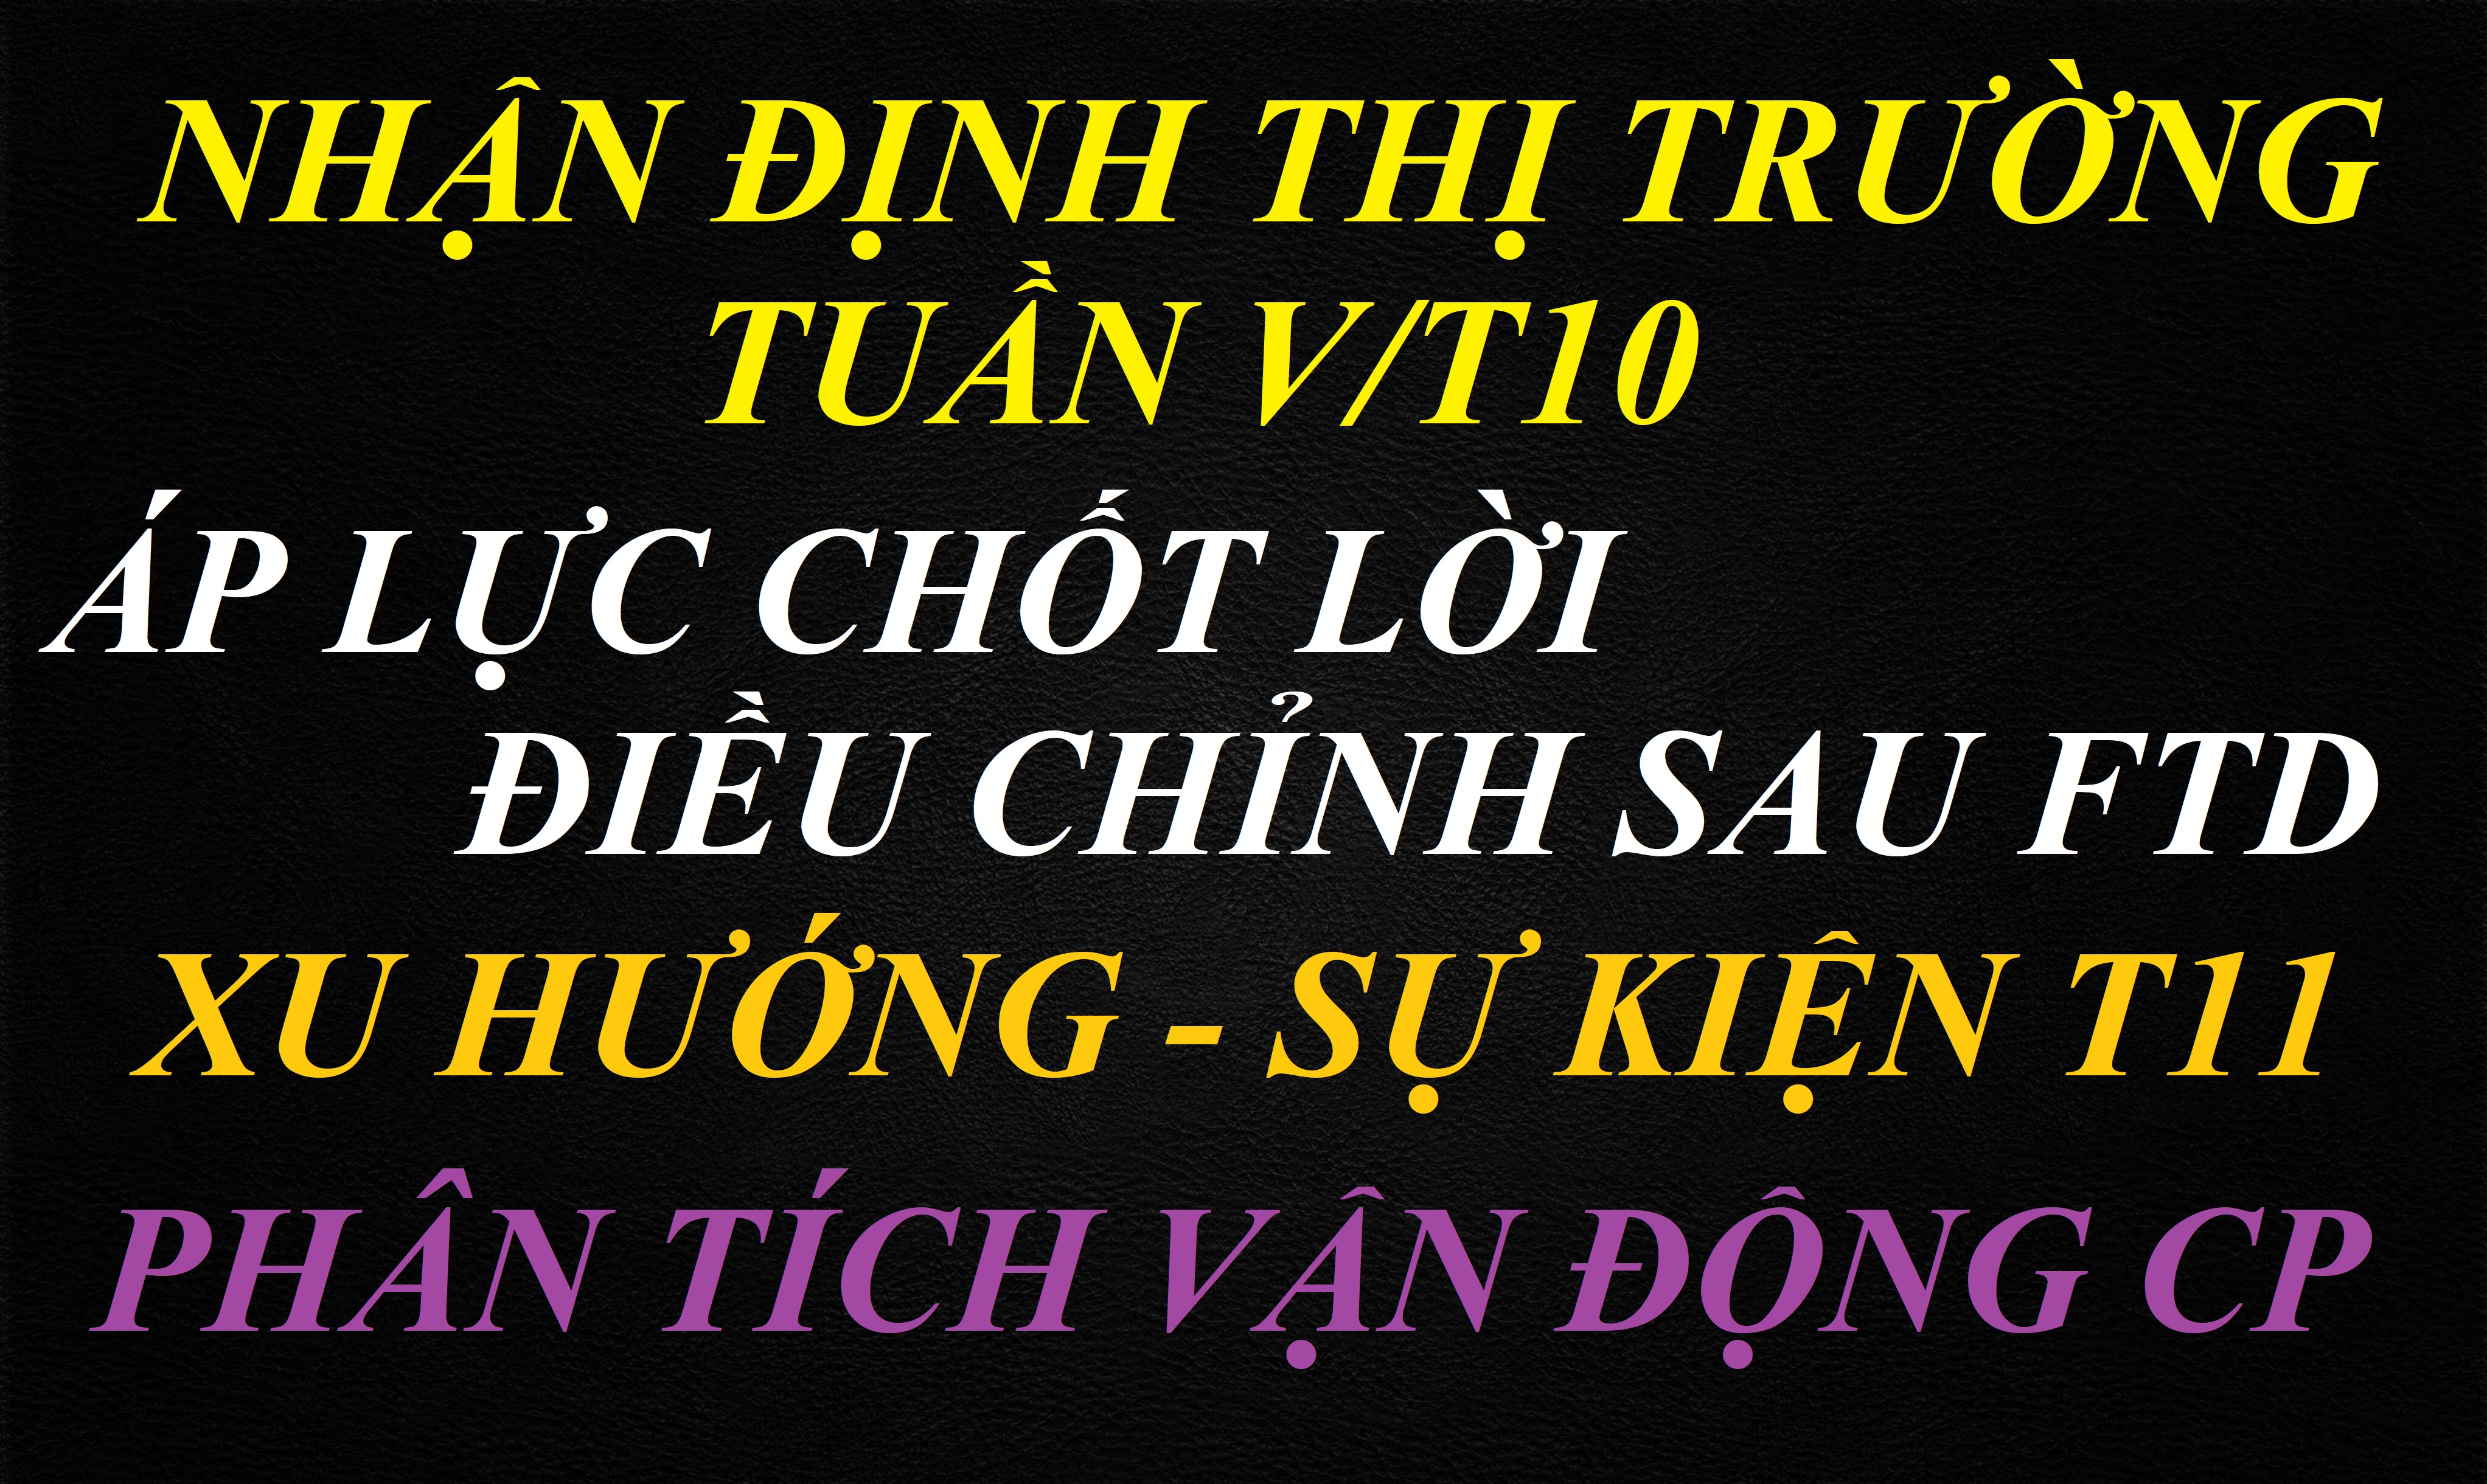 NHẬN ĐỊNH THỊ TRƯỜNG
TUẦN V/T10
ÁP LỰC CHỐT LỜI
ĐIỀU CHỈNH SAU FTD
XU HƯỚNG - SỰ KIỆN T11
PHÂN TÍCH VẬN ĐỘNG CP